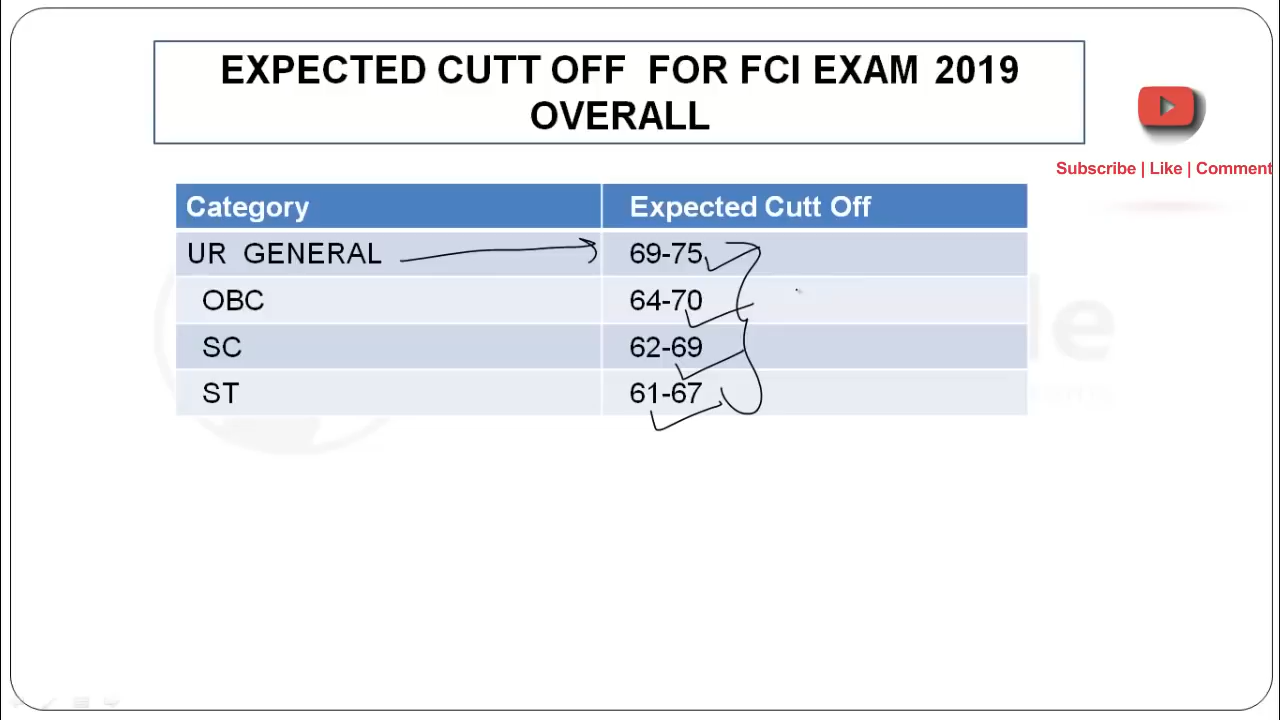 EXPECTED CUTT OFF FOR FCI EXAM 2019
OVERALL
Subscribe | Like | Comment
Category Expected Cutt Off
UR GENERAL 69-75
OBC 64-70
SC 62-69
ST 61-67